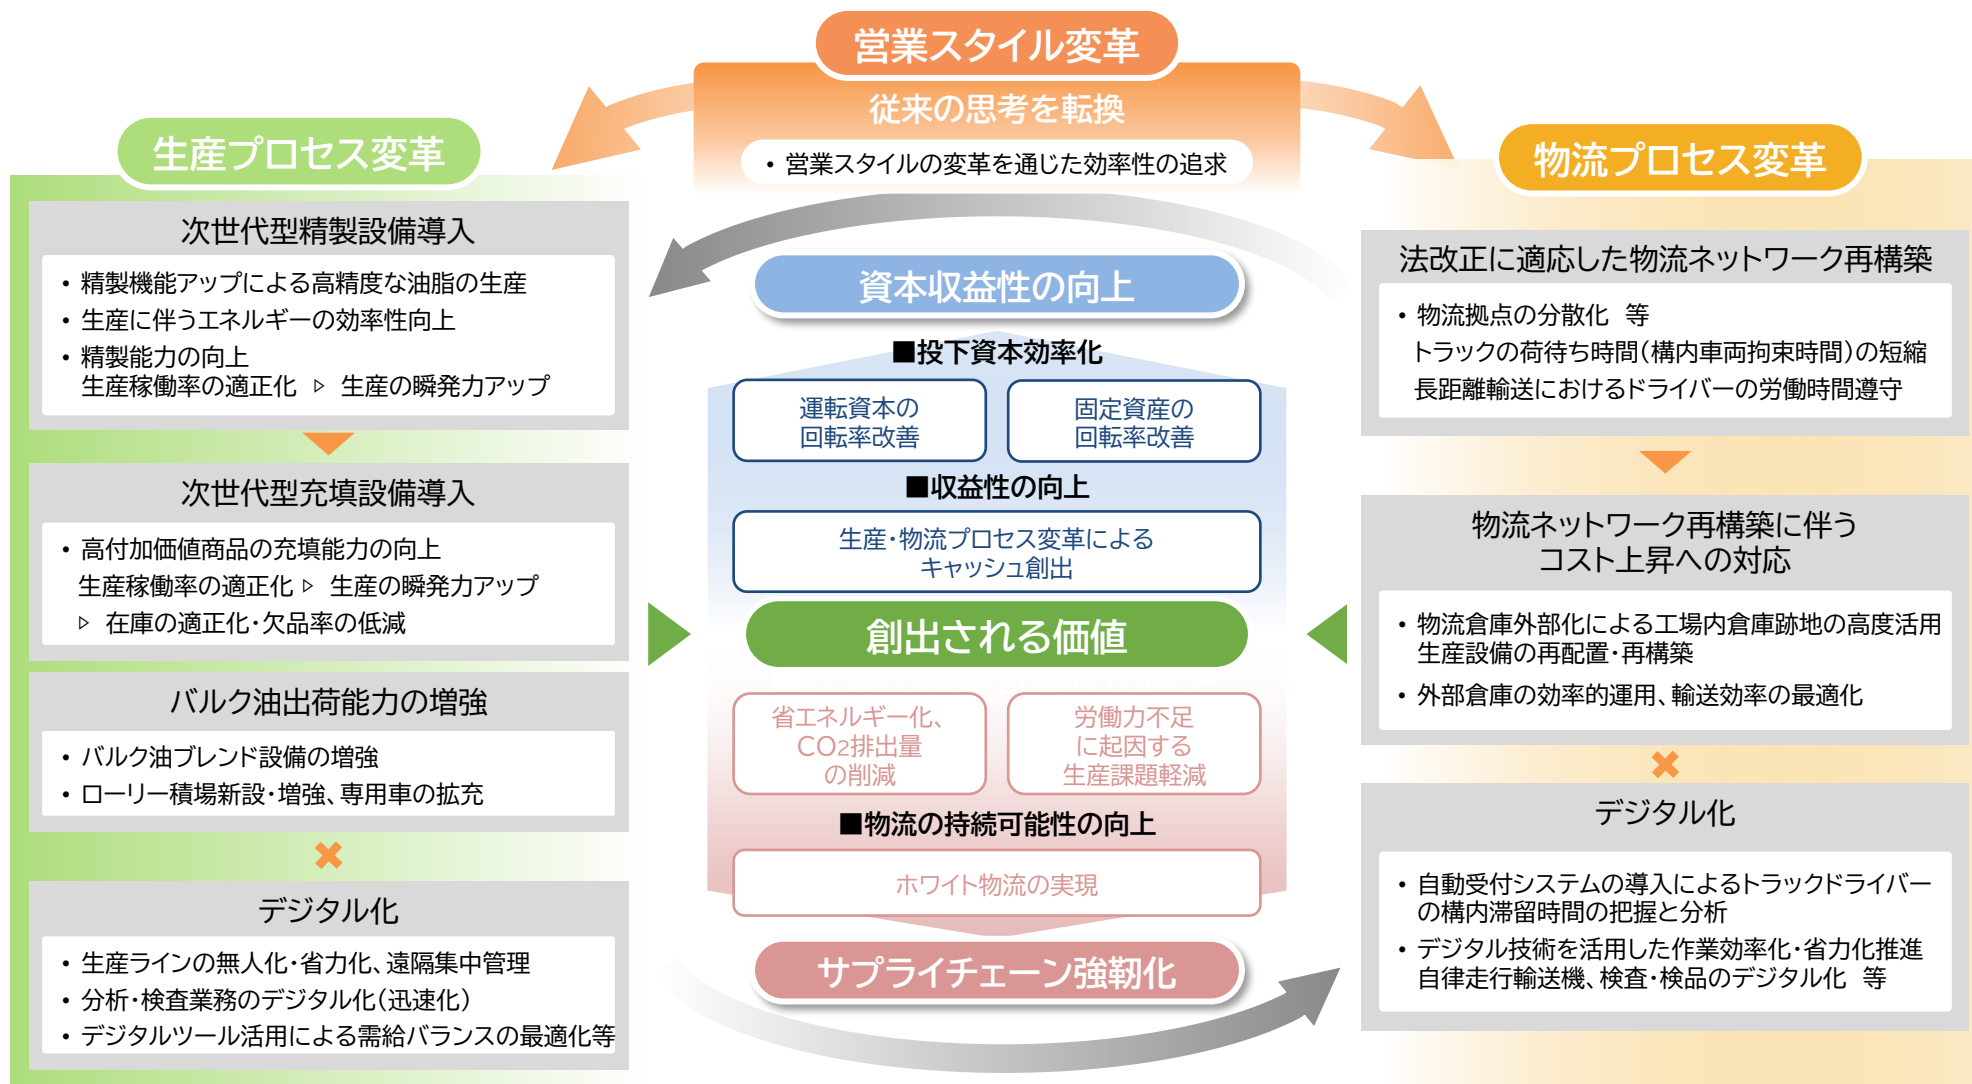 営業スタイル変革
従来の思考を転換
• 営業スタイルの変革を通じた効率性の追求
生産プロセス変革
次世代型精製設備導入
• 精製機能アップによる高精度な油脂の生産
• 生産に伴うエネルギーの効率性向上
• 精製能力の向上
生産稼働率の適正化 ▷ 生産の瞬発力アップ
次世代型充填設備導入
• 高付加価値商品の充填能力の向上
生産稼働率の適正化 ▷ 生産の瞬発力アップ
▷ 在庫の適正化・欠品率の低減
バルク油出荷能力の増強
• バルク油ブレンド設備の増強
• ローリー積場新設・増強、専用車の拡充
デジタル化
• 生産ラインの無人化・省力化、遠隔集中管理
• 分析・検査業務のデジタル化（迅速化）
• デジタルツール活用による需給バランスの最適化等
資本収益性の向上
■投下資本効率化
運転資本の
回転率改善
固定資産の
回転率改善
■収益性の向上
生産・物流プロセス変革による
キャッシュ創出
創出される価値
省エネルギー化、
CO2排出量
の削減
労働力不足
に起因する
生産課題軽減
■物流の持続可能性の向上
ホワイト物流の実現
サプライチェーン強靭化
物流プロセス変革
法改正に適応した物流ネットワーク再構築
• 物流拠点の分散化 等
トラックの荷待ち時間（構内車両拘束時間）の短縮
長距離輸送におけるドライバーの労働時間遵守
物流ネットワーク再構築に伴う
コスト上昇への対応
• 物流倉庫外部化による工場内倉庫跡地の高度活用
生産設備の再配置・再構築
• 外部倉庫の効率的運用、輸送効率の最適化
デジタル化
• 自動受付システムの導入によるトラックドライバー
の構内滞留時間の把握と分析
• デジタル技術を活用した作業効率化・省力化推進
自律走行輸送機、検査・検品のデジタル化 等